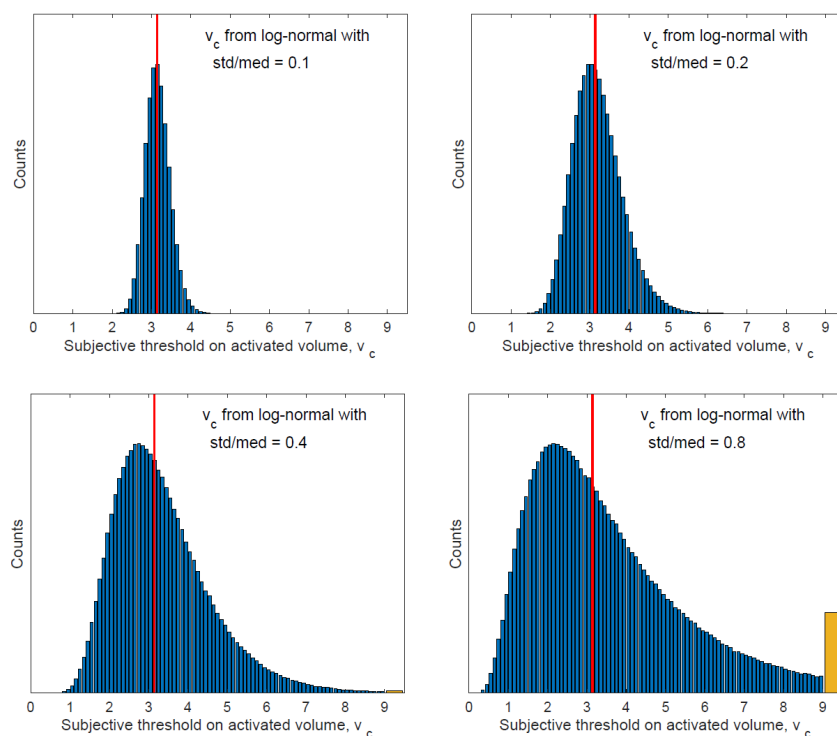 v_c from log-normal with
std/med = 0.1
Counts
0 1 2 3 4 5 6 7 8 9
Subjective threshold on activated volume, v_c
v_c from log-normal with
std/med = 0.2
Counts
0 1 2 3 4 5 6 7 8 9
Subjective threshold on activated volume, v_c
v_c from log-normal with
std/med = 0.4
Counts
0 1 2 3 4 5 6 7 8 9
Subjective threshold on activated volume, v_c
v_c from log-normal with
std/med = 0.8
Counts
0 1 2 3 4 5 6 7 8 9
Subjective threshold on activated volume, v_c